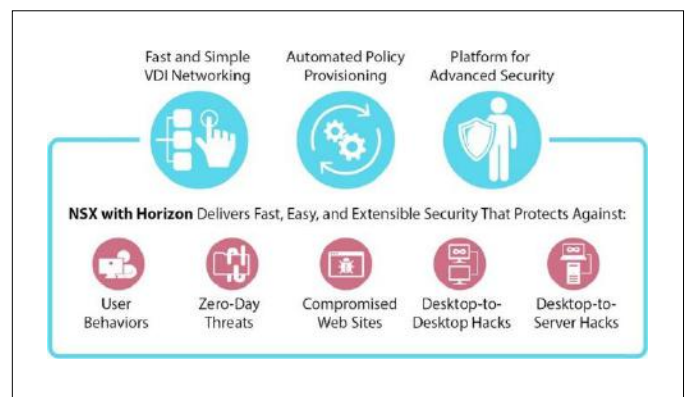 Fast and Simple
VDI Networking
Automated Policy
Provisioning
Platform for
Advanced Security
NSX with Horizon Delivers Fast, Easy, and Extensible Security That Protects Against:
User
Behaviors
Zero-Day
Threats
Compromised
Web Sites
Desktop-to-
Desktop Hacks
Desktop-to-
Server Hacks